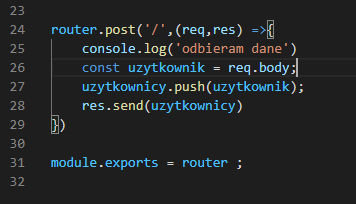 23
24 router.post('/',(req,res) =>{
25     console.log('odbieram dane')
26     const uzytkownik = req.body;
27     uzytkownicy.push(uzytkownik);
28     res.send(uzytkownicy)
29 })
30
31 module.exports = router ;
32